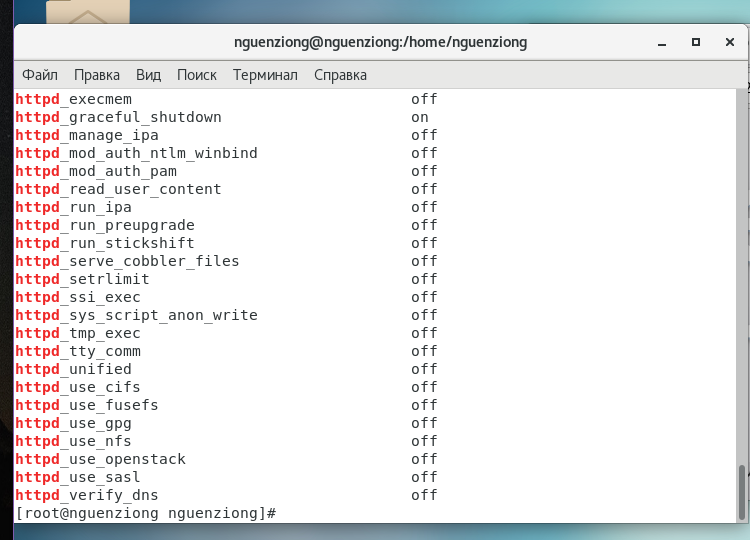 nguenziong@nguenziong:/home/nguenziong
Файл Правка Вид Поиск Терминал Справка
httpd_execmem off
httpd_graceful_shutdown on
httpd_manage_ipa off
httpd_mod_auth_ntlm_winbind off
httpd_mod_auth_pam off
httpd_read_user_content off
httpd_run_ipa off
httpd_run_preupgrade off
httpd_run_stickshift off
httpd_serve_cobbler_files off
httpd_setrlimit off
httpd_ssi_exec off
httpd_sys_script_anon_write off
httpd_tmp_exec off
httpd_tty_comm off
httpd_unified off
httpd_use_cifs off
httpd_use_fusefs off
httpd_use_gpg off
httpd_use_nfs off
httpd_use_openstack off
httpd_use_sasl off
httpd_verify_dns off
[root@nguenziong nguenziong]#